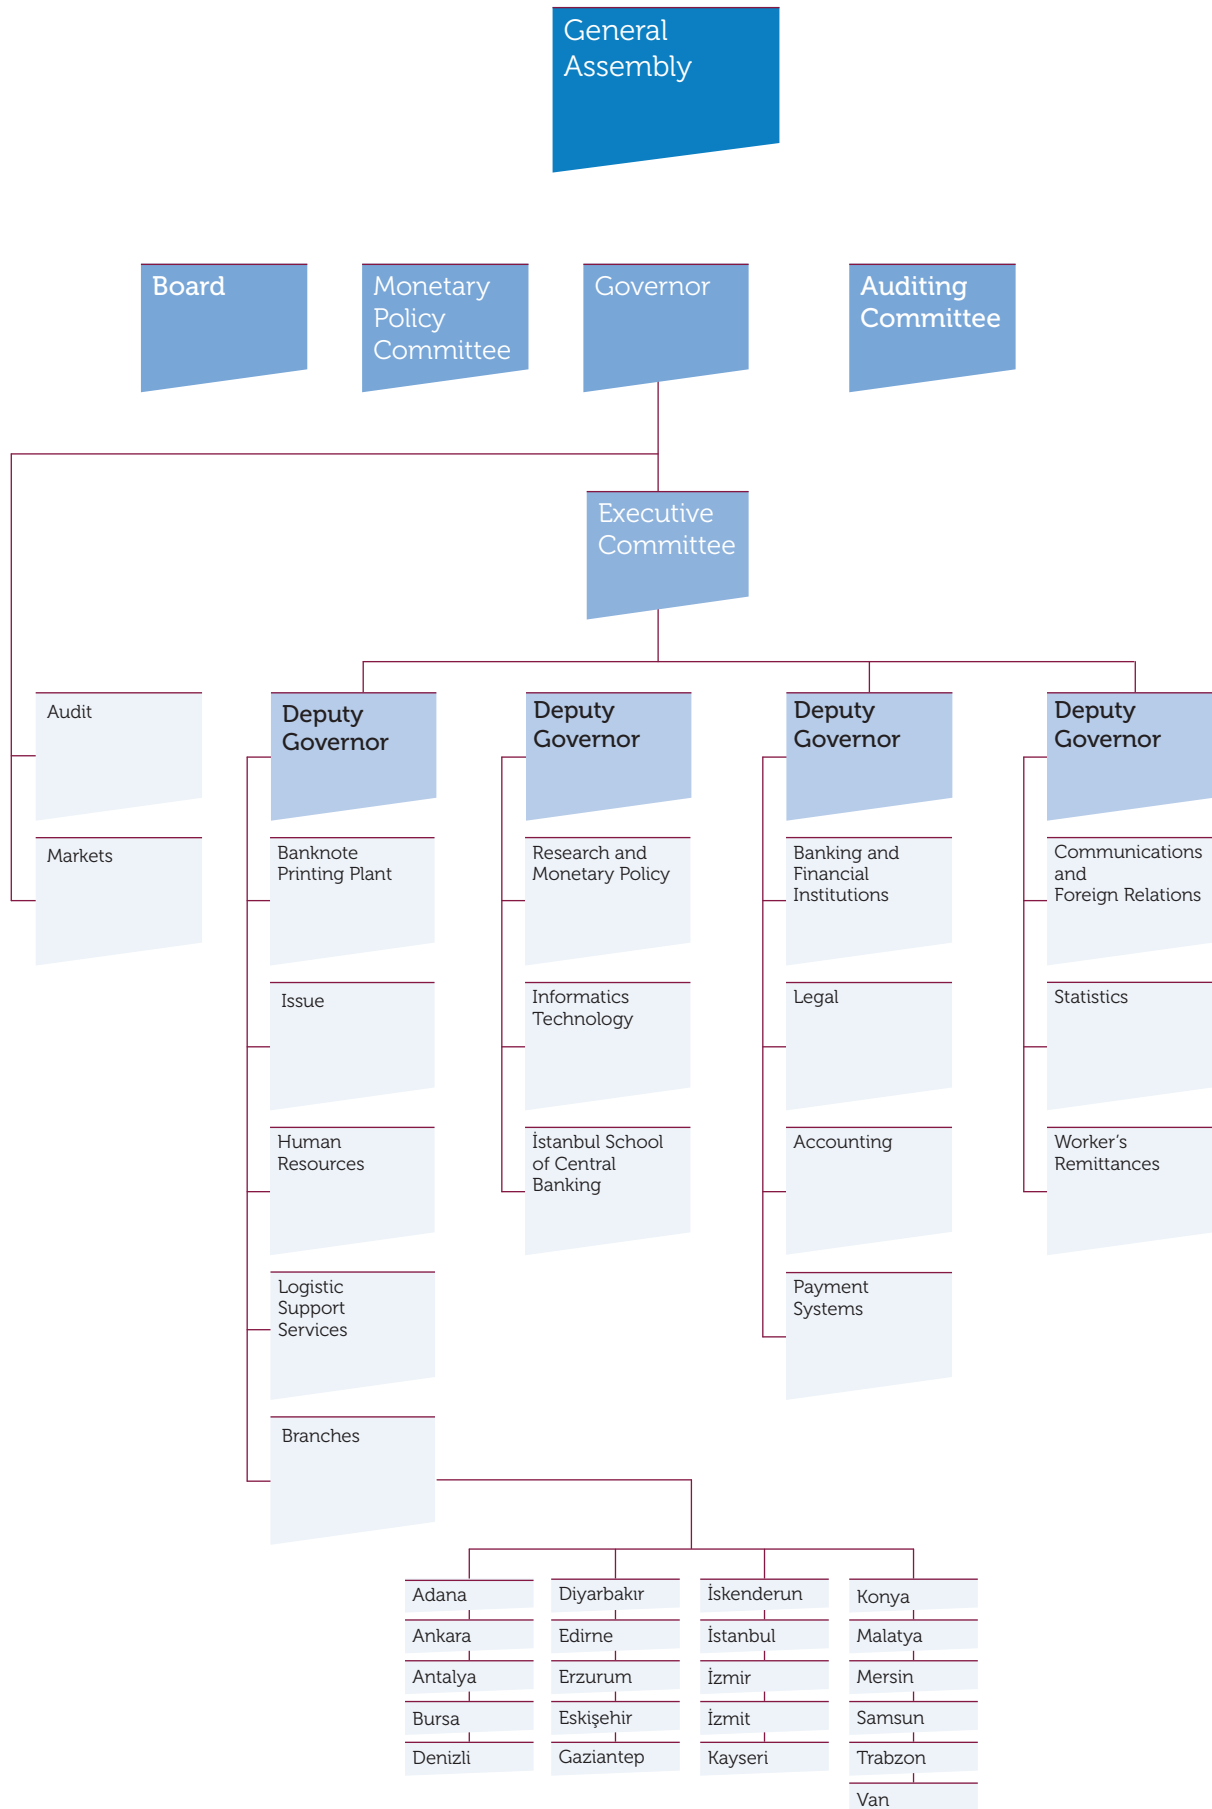 General
Assembly
Board
Monetary
Policy
Committee
Governor
Auditing
Committee
Executive
Committee
Audit
Markets
Deputy
Governor
Banknote
Printing Plant
Issue
Human
Resources
Logistic
Support
Services
Branches
Deputy
Governor
Research and
Monetary Policy
Informatics
Technology
İstanbul School
of Central
Banking
Deputy
Governor
Banking and
Financial
Institutions
Legal
Accounting
Payment
Systems
Deputy
Governor
Communications
and
Foreign Relations
Statistics
Worker’s
Remittances
Adana
Ankara
Antalya
Bursa
Denizli
Diyarbakır
Edirne
Erzurum
Eskişehir
Gaziantep
İskenderun
İstanbul
İzmir
İzmit
Kayseri
Konya
Malatya
Mersin
Samsun
Trabzon
Van